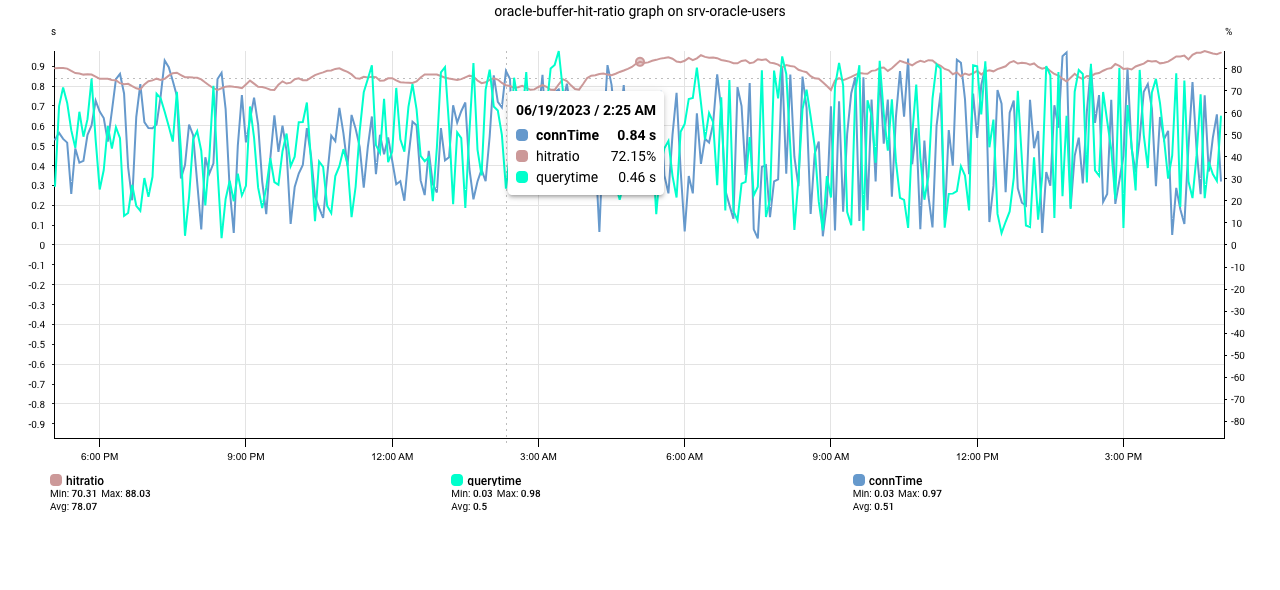 oracle-buffer-hit-ratio graph on srv-oracle-users
s %
0.9 80
0.8 70
0.7 60
0.6 50
0.5 40
0.4 30
0.3 20
0.2 10
0.1 0
0 -10
-0.1 -20
-0.2 -30
-0.3 -40
-0.4 -50
-0.5 -60
-0.6 -70
-0.7 -80
-0.8
-0.9
06/19/2023 / 2:25 AM
connTime 0.84 s
hitratio 72.15%
querytime 0.46 s
6:00 PM 9:00 PM 12:00 AM 3:00 AM 6:00 AM 9:00 AM 12:00 PM 3:00 PM
hitratio querytime connTime
Min: 70.31 Max: 88.03 Min: 0.03 Max: 0.98 Min: 0.03 Max: 0.97
Avg: 78.07 Avg: 0.5 Avg: 0.51